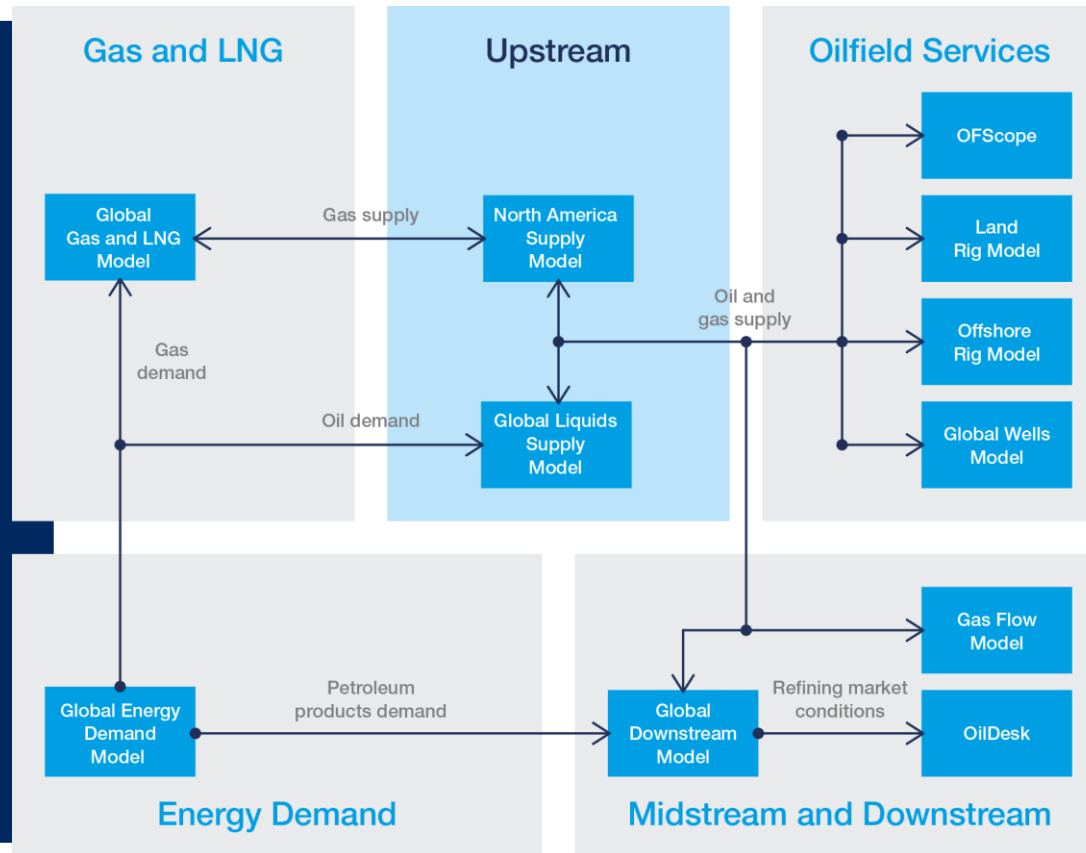 Gas and LNG
Upstream
Oilfield Services
OFScope
Global
Gas and LNG
Model
Gas supply
North America
Supply
Model
Land
Rig Model
Oil and
gas supply
Offshore
Rig Model
Gas
demand
Oil demand
Global Liquids
Supply
Model
Global Wells
Model
Gas Flow
Model
Global Energy
Demand
Model
Petroleum
products demand
Global
Downstream
Model
Refining market
conditions
OilDesk
Energy Demand
Midstream and Downstream